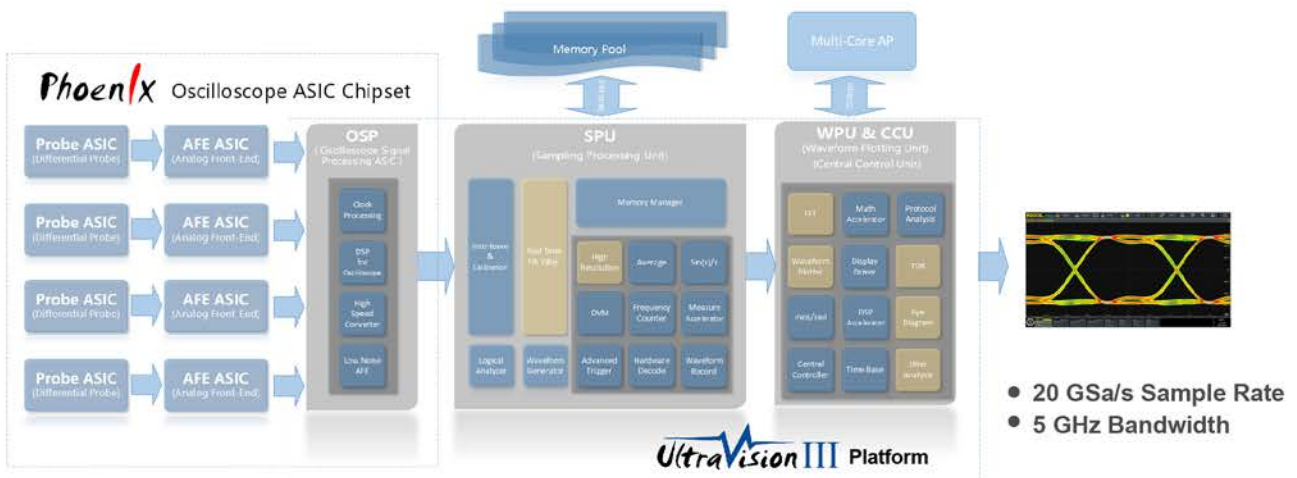 Memory Pool
Multi-Core AP
Phoenix Oscilloscope ASIC Chipset
Probe ASIC
(Differential Probe)
AFE ASIC
(Analog Front-End)
Probe ASIC
(Differential Probe)
AFE ASIC
(Analog Front-End)
Probe ASIC
(Differential Probe)
AFE ASIC
(Analog Front-End)
Probe ASIC
(Differential Probe)
AFE ASIC
(Analog Front-End)
OSP
(Oscilloscope Signal
Processing ASIC)
Clock
Processing
DSP
for
Oscilloscope
High
Speed
Converter
Low Noise
AFE
SPU
(Sampling Processing Unit)
Memory Manager
Interface
&
Calibration
Real Time
High
Resolution
Average
Sin(x)/x
DVM
Frequency
Counter
Measure
Accelerator
Logical
Analyzer
Waveform
Generator
Advanced
Trigger
Hardware
Decode
Waveform
Record
WPU & CCU
(Waveform Plotting Unit)
(Central Control Unit)
Math
Accelerator
Protocol
Analysis
Waveform
Plotter
Display
Driver
DSP
Accelerator
Eye
Diagram
Central
Controller
Time-Base
Jitter
Analysis
20 GSa/s Sample Rate
5 GHz Bandwidth
UltraVision III Platform